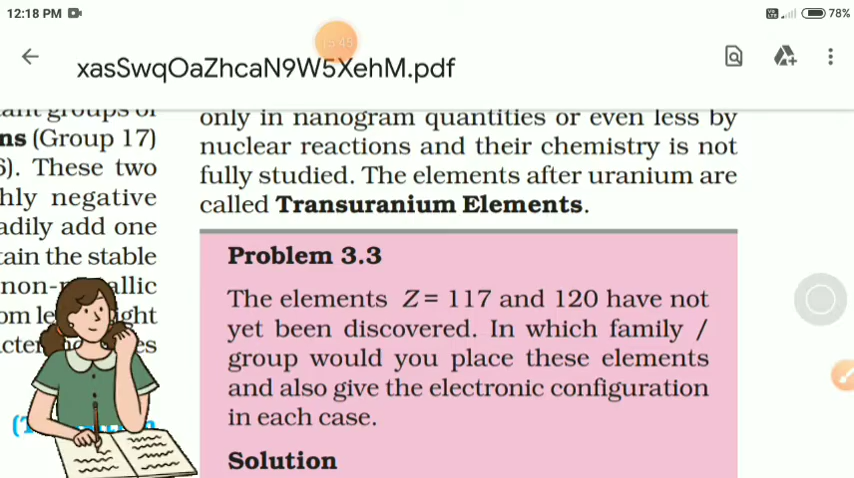 12:18 PM
78%
15:45
xasSwqOaZhcaN9W5XehM.pdf
ns (Group 17)
These two
hly negative
adily add one
tain the stable
only in nanogram quantities or even less by
nuclear reactions and their chemistry is not
fully studied. The elements after uranium are
called Transuranium Elements.
Problem 3.3
The elements Z = 117 and 120 have not
yet been discovered. In which family /
group would you place these elements
and also give the electronic configuration
in each case.
Solution